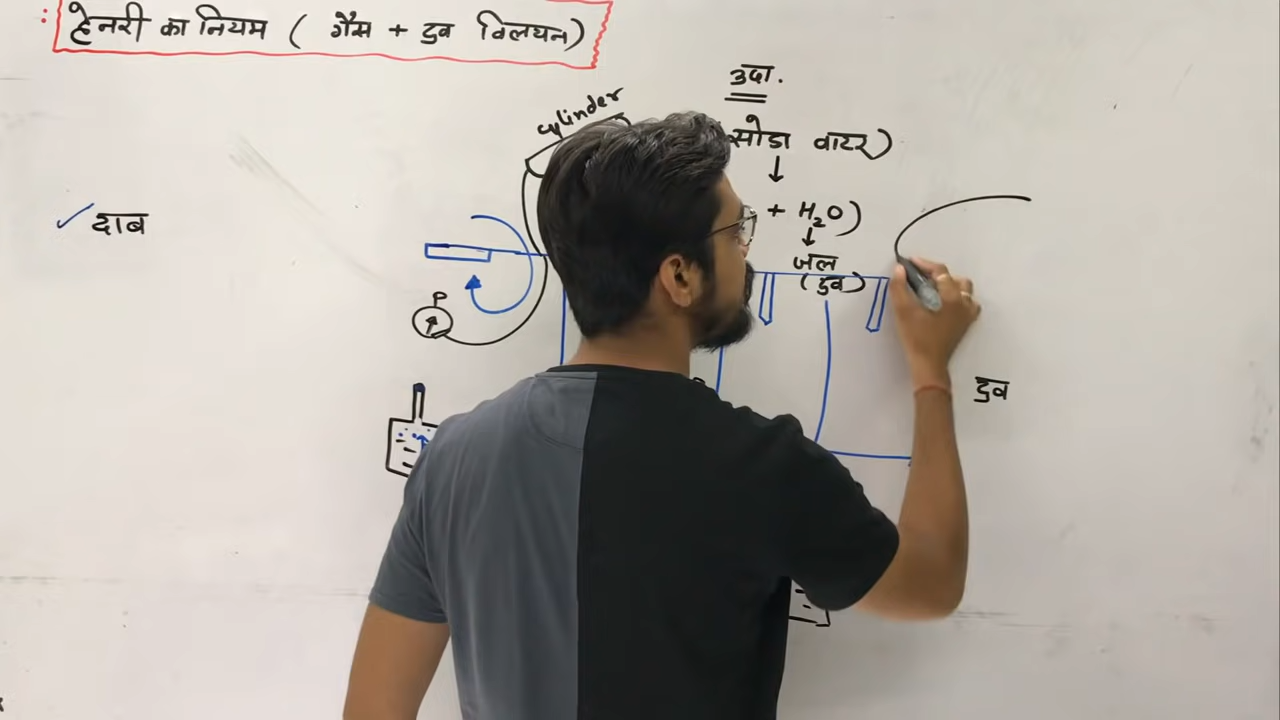 हेनरी का नियम ( गैस + द्रव विलयन)
cylinder
उदा.
सोडा वाटर)
✓ दाब
+ H₂O)
जल
(द्रव)
P
द्रव